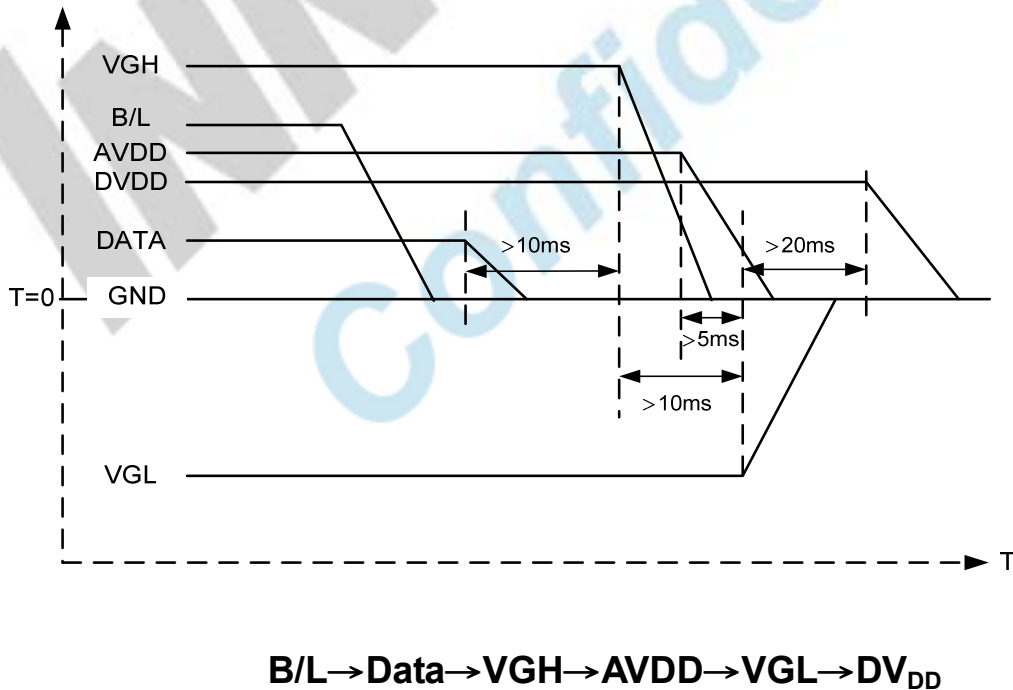 VGH
B/L
AVDD
DVDD
DATA
>10ms
>20ms
T=0
GND
>5ms
>10ms
VGL
T
B/L→Data→VGH→AVDD→VGL→DVDD